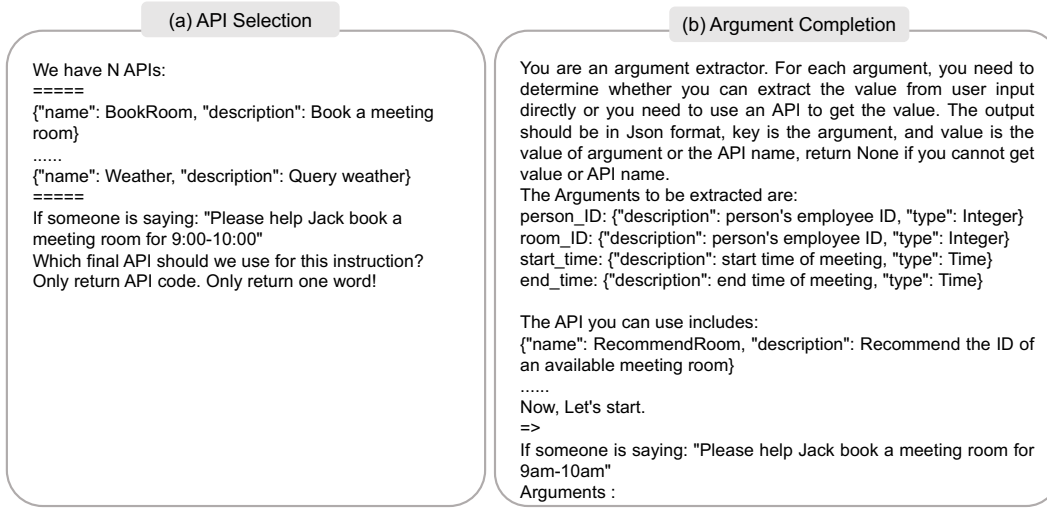 (a) API Selection
We have N APIs:
=====
{"name": BookRoom, "description": Book a meeting
room}
......
{"name": Weather, "description": Query weather}
=====
If someone is saying: "Please help Jack book a
meeting room for 9:00-10:00"
Which final API should we use for this instruction?
Only return API code. Only return one word!
(b) Argument Completion
You are an argument extractor. For each argument, you need to
determine whether you can extract the value from user input
directly or you need to use an API to get the value. The output
should be in Json format, key is the argument, and value is the
value of argument or the API name, return None if you cannot get
value or API name.
The Arguments to be extracted are:
person_ID: {"description": person's employee ID, "type": Integer}
room_ID: {"description": person's employee ID, "type": Integer}
start_time: {"description": start time of meeting, "type": Time}
end_time: {"description": end time of meeting, "type": Time}
The API you can use includes:
{"name": RecommendRoom, "description": Recommend the ID of
an available meeting room}
......
Now, Let's start.
=>
If someone is saying: "Please help Jack book a meeting room for
9am-10am"
Arguments :